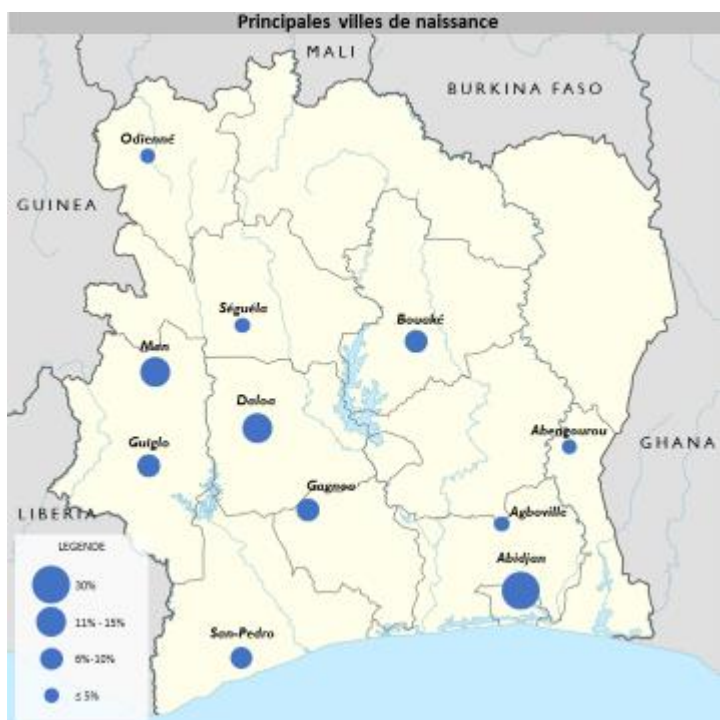 Principales villes de naissance
MALI
BURKINA FASO
Odienné
GUINEA
Séguéla
Bouaké
Man
Daloa
Abengourou
Guiglo
GHANA
Gagnoa
LIBERIA
Agboville
Abidjan
San-Pedro
LEGENDE
30%
11% - 15%
6%-10%
≤ 5%